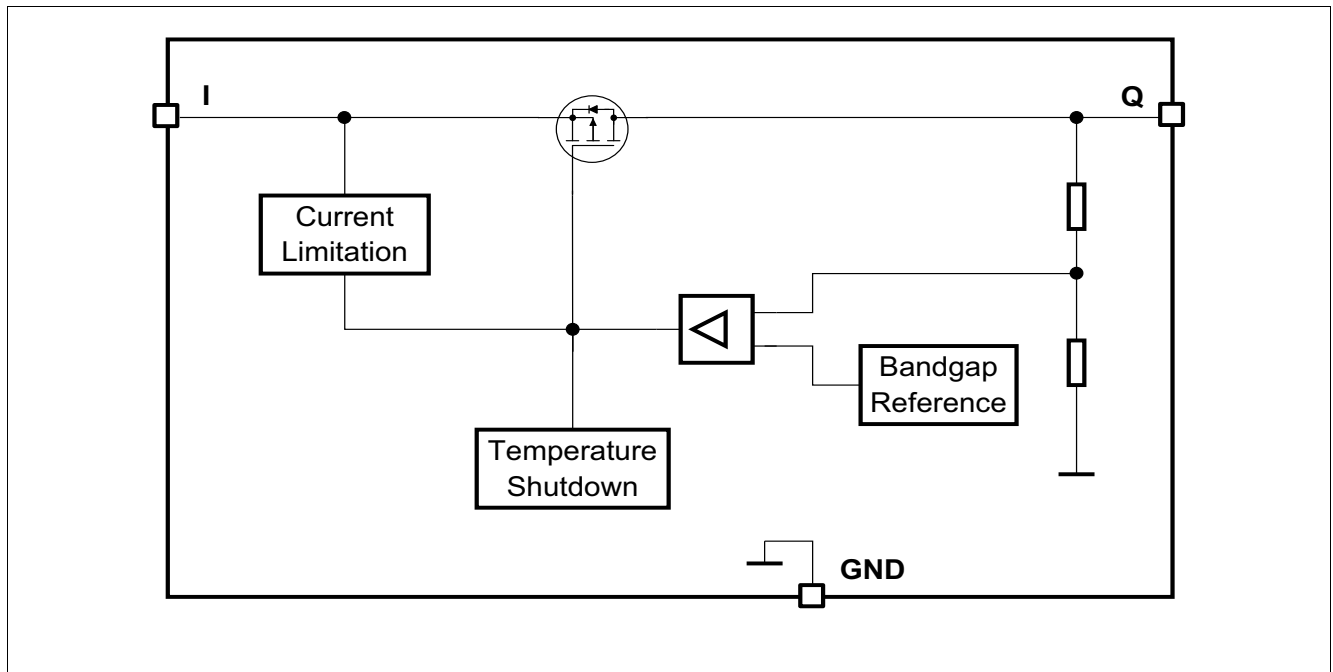 I
Q
Current
Limitation
Bandgap
Reference
Temperature
Shutdown
GND